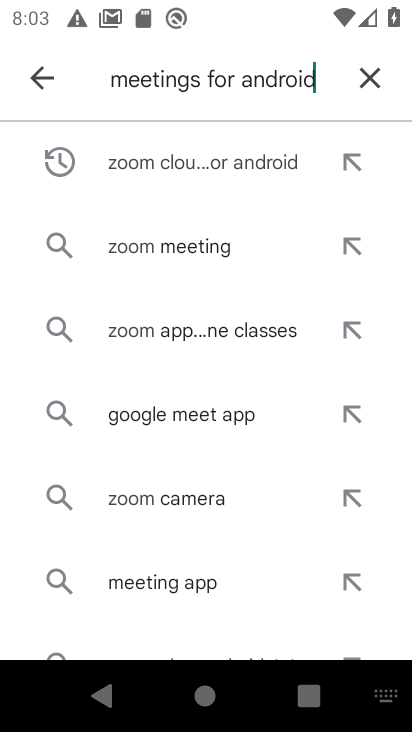 8:03
meetings for android
zoom clou...or android
zoom meeting
zoom app...ne classes
google meet app
zoom camera
meeting app